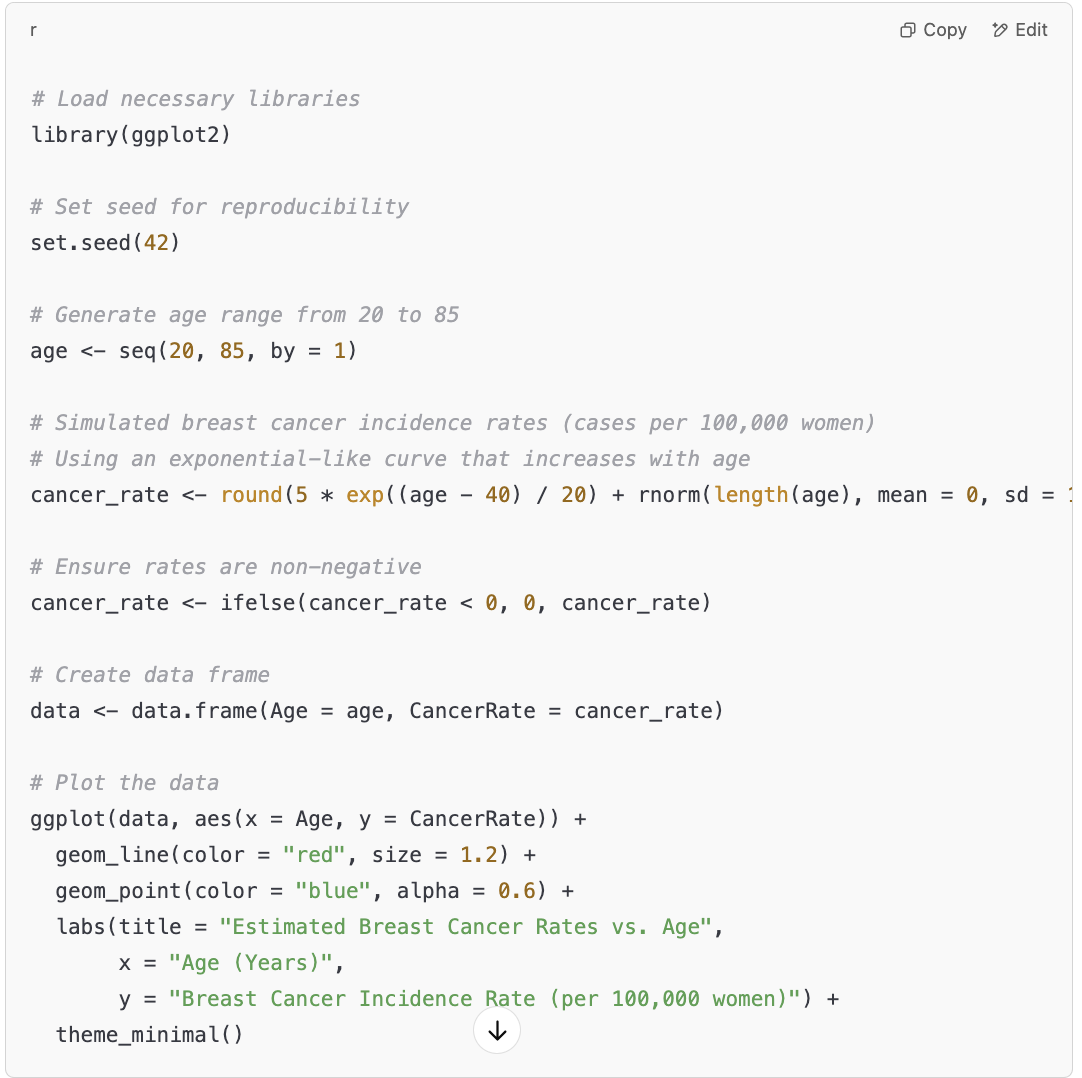 r
Copy Edit
# Load necessary libraries
library(ggplot2)
# Set seed for reproducibility
set.seed(42)
# Generate age range from 20 to 85
age <- seq(20, 85, by = 1)
# Simulated breast cancer incidence rates (cases per 100,000 women)
# Using an exponential-like curve that increases with age
cancer_rate <- round(5 * exp((age - 40) / 20) + rnorm(length(age), mean = 0, sd =
# Ensure rates are non-negative
cancer_rate <- ifelse(cancer_rate < 0, 0, cancer_rate)
# Create data frame
data <- data.frame(Age = age, CancerRate = cancer_rate)
# Plot the data
ggplot(data, aes(x = Age, y = CancerRate)) +
  geom_line(color = "red", size = 1.2) +
  geom_point(color = "blue", alpha = 0.6) +
  labs(title = "Estimated Breast Cancer Rates vs. Age",
       x = "Age (Years)",
       y = "Breast Cancer Incidence Rate (per 100,000 women)") +
  theme_minimal()